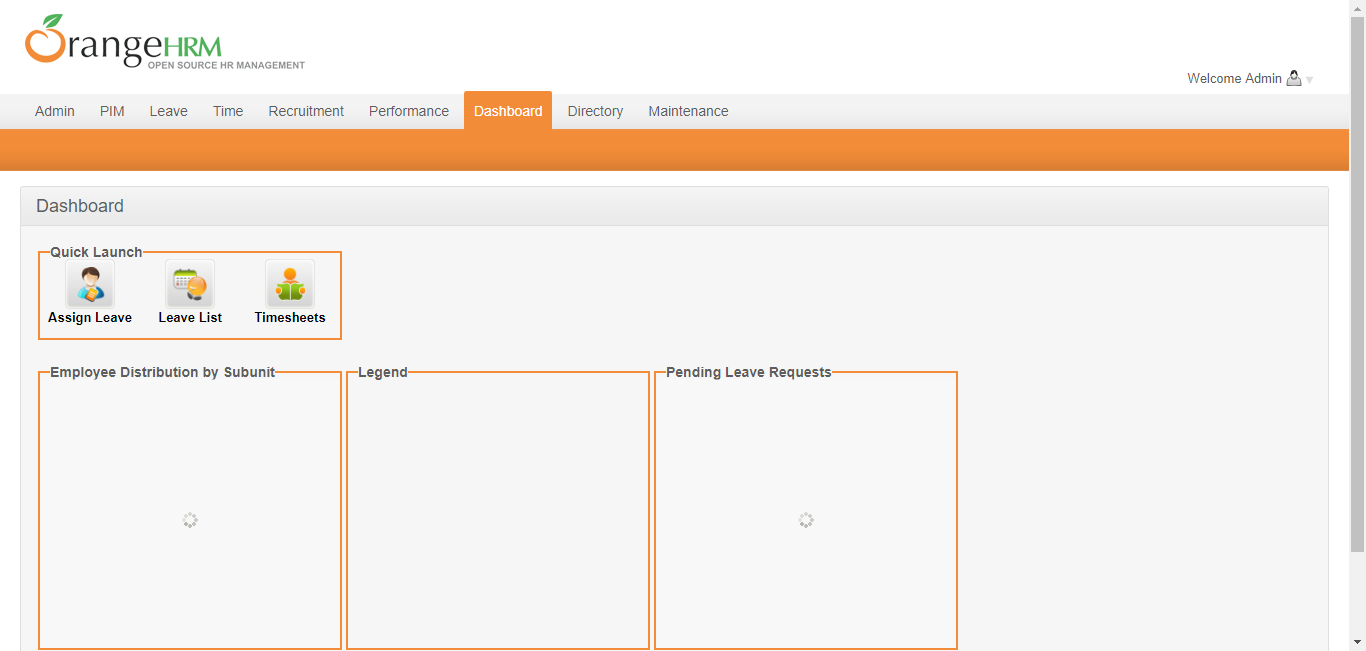 OrangeHRM
OPEN SOURCE HR MANAGEMENT
Welcome Admin
Admin PIM Leave Time Recruitment Performance Dashboard Directory Maintenance
Dashboard
Quick Launch
Assign Leave Leave List Timesheets
Employee Distribution by Subunit Legend Pending Leave Requests